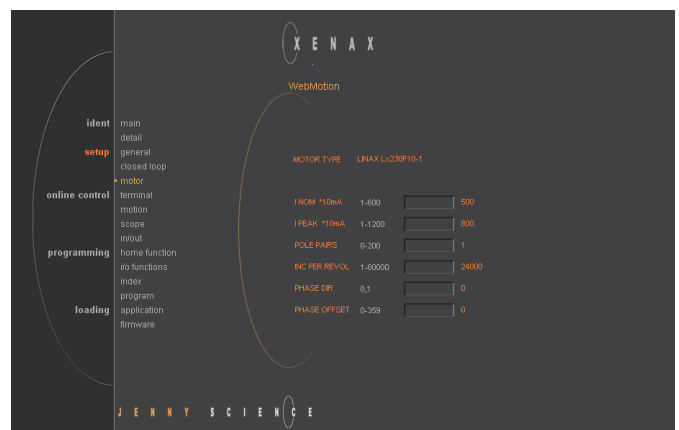 XENAX
WebMotion
ident main
detail
setup general
closed loop
motor
online control terminal
motion
scope
in/out
programming home function
i/o functions
index
program
loading application
firmware
MOTOR TYPE LINAX Lx230F10-1
I NOM *10mA 1-600 500
I PEAK *10mA 1-1200 800
POLE PAIRS 0-200 1
INC PER REVOL 1-60000 24000
PHASE DIR 0,1 0
PHASE OFFSET 0-359 0
JENNY SCIENCE